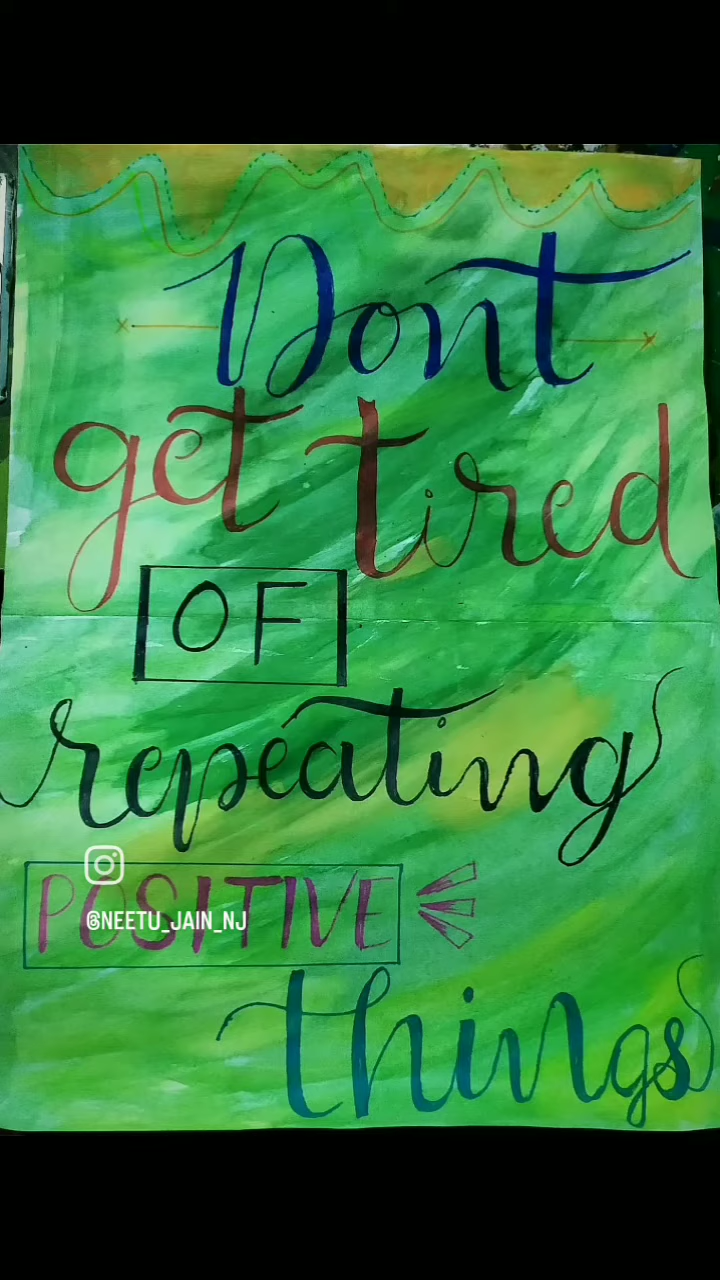 Dont
get tired
OF
repeating
POSITIVE
@NEETU_JAIN_NJ
things